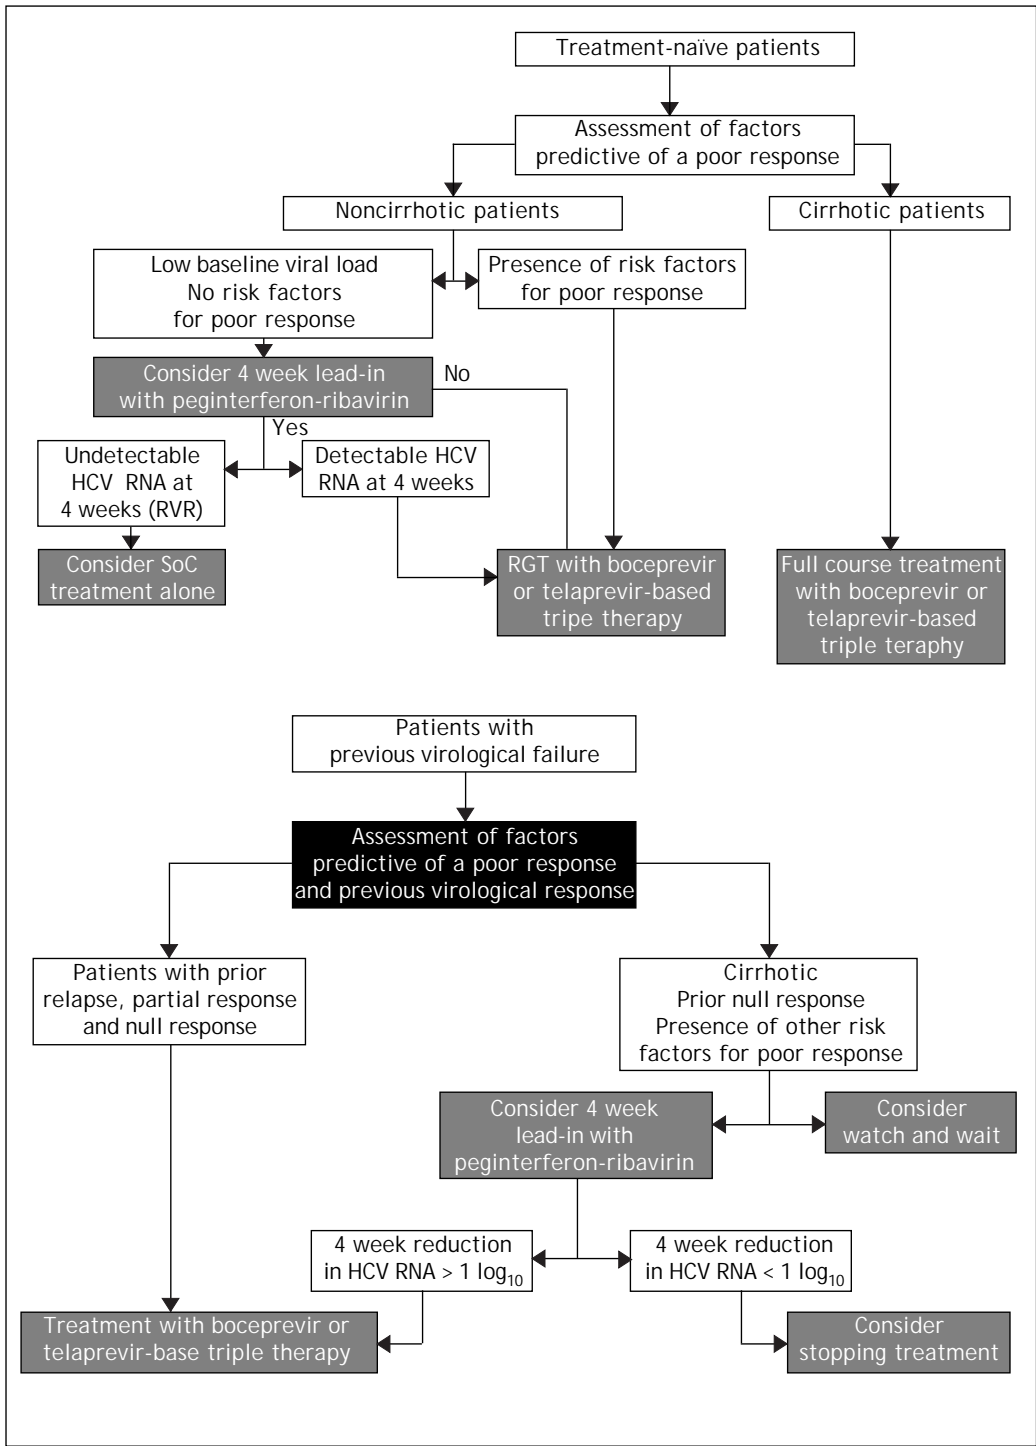 Treatment-naïve patients
Assessment of factors
predictive of a poor response
Noncirrhotic patients
Cirrhotic patients
Low baseline viral load
No risk factors
for poor response
Presence of risk factors
for poor response
Consider 4 week lead-in
with peginterferon-ribavirin
No
Yes
Undetectable
HCV RNA at
4 weeks (RVR)
Detectable HCV
RNA at 4 weeks
Consider SoC
treatment alone
RGT with boceprevir
or telaprevir-based
tripe therapy
Full course treatment
with boceprevir or
telaprevir-based
triple teraphy
Patients with
previous virological failure
Assessment of factors
predictive of a poor response
and previous virological response
Patients with prior
relapse, partial response
and null response
Cirrhotic
Prior null response
Presence of other risk
factors for poor response
Consider 4 week
lead-in with
peginterferon-ribavirin
Consider
watch and wait
4 week reduction
in HCV RNA > 1 log₁₀
4 week reduction
in HCV RNA < 1 log₁₀
Treatment with boceprevir or
telaprevir-base triple therapy
Consider
stopping treatment